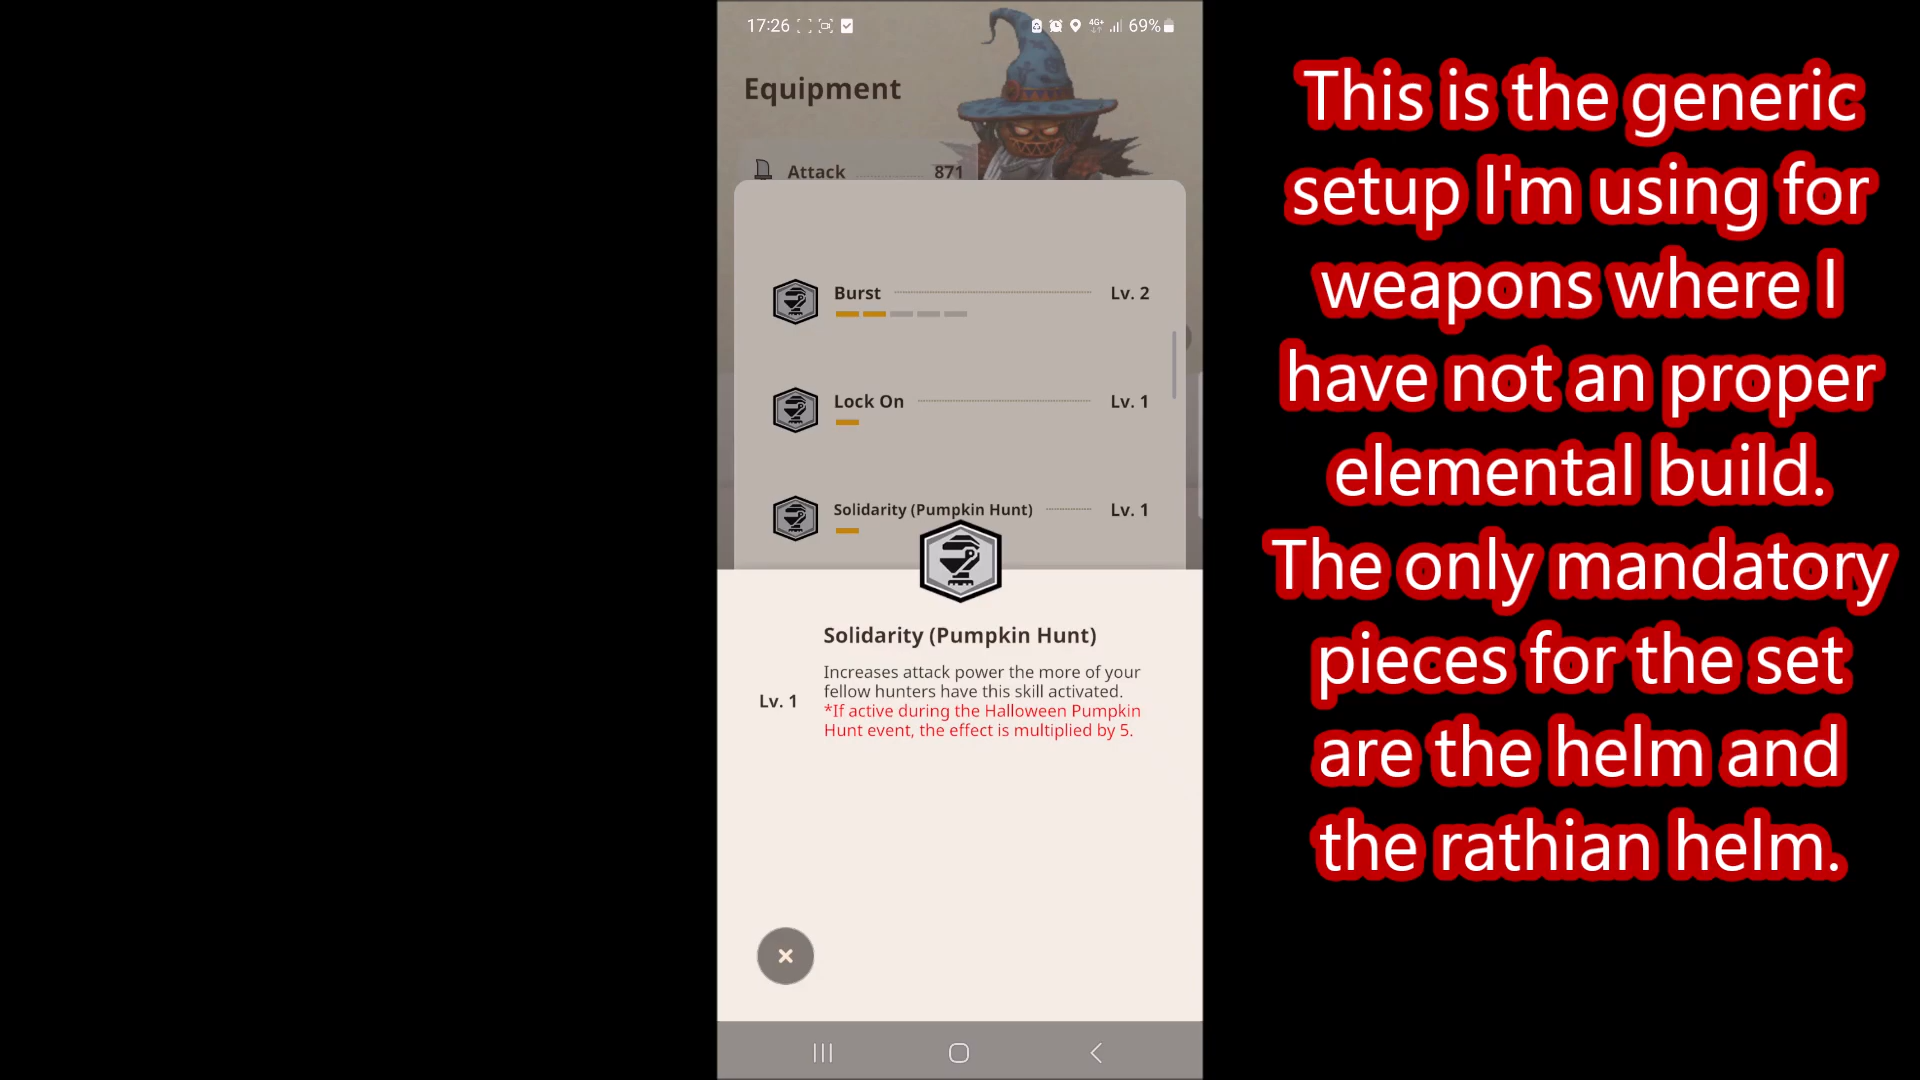 17:26
4G+
69%
Equipment
Attack 871
Burst Lv. 2
Lock On Lv. 1
Solidarity (Pumpkin Hunt) Lv. 1
Solidarity (Pumpkin Hunt)
Lv. 1
Increases attack power the more of your
fellow hunters have this skill activated.
*If active during the Halloween Pumpkin
Hunt event, the effect is multiplied by 5.
This is the generic
setup I'm using for
weapons where I
have not an proper
elemental build.
The only mandatory
pieces for the set
are the helm and
the rathian helm.